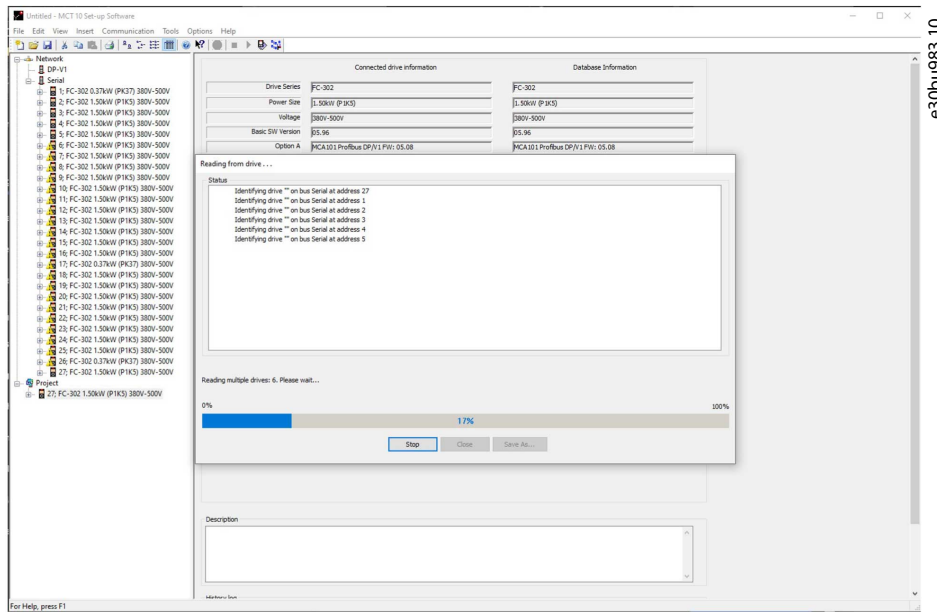 Untitled - MCT 10 Set-up Software
File Edit View Insert Communication Tools Options Help
Network
DP-V1
Serial
1; FC-302 0.37kW (PK37) 380V-500V
2; FC-302 1.50kW (P1K5) 380V-500V
3; FC-302 1.50kW (P1K5) 380V-500V
4; FC-302 1.50kW (P1K5) 380V-500V
5; FC-302 1.50kW (P1K5) 380V-500V
6; FC-302 1.50kW (P1K5) 380V-500V
7; FC-302 1.50kW (P1K5) 380V-500V
8; FC-302 1.50kW (P1K5) 380V-500V
9; FC-302 1.50kW (P1K5) 380V-500V
10; FC-302 1.50kW (P1K5) 380V-500V
11; FC-302 1.50kW (P1K5) 380V-500V
12; FC-302 1.50kW (P1K5) 380V-500V
13; FC-302 1.50kW (P1K5) 380V-500V
14; FC-302 1.50kW (P1K5) 380V-500V
15; FC-302 1.50kW (P1K5) 380V-500V
16; FC-302 1.50kW (P1K5) 380V-500V
17; FC-302 0.37kW (PK37) 380V-500V
18; FC-302 1.50kW (P1K5) 380V-500V
19; FC-302 1.50kW (P1K5) 380V-500V
20; FC-302 1.50kW (P1K5) 380V-500V
21; FC-302 1.50kW (P1K5) 380V-500V
22; FC-302 1.50kW (P1K5) 380V-500V
23; FC-302 1.50kW (P1K5) 380V-500V
24; FC-302 1.50kW (P1K5) 380V-500V
25; FC-302 1.50kW (P1K5) 380V-500V
26; FC-302 0.37kW (PK37) 380V-500V
27; FC-302 1.50kW (P1K5) 380V-500V
Project
27; FC-302 1.50kW (P1K5) 380V-500V
Connected drive information Database Information
Drive Series FC-302 FC-302
Power Size 1.50kW (P1K5) 1.50kW (P1K5)
Voltage 380V-500V 380V-500V
Basic SW Version 05.96 05.96
Option A MCA101 Profibus DP/V1 FW: 05.08 MCA101 Profibus DP/V1 FW: 05.08
Reading from drive . . .
Status
Identifying drive "" on bus Serial at address 27
Identifying drive "" on bus Serial at address 1
Identifying drive "" on bus Serial at address 2
Identifying drive "" on bus Serial at address 3
Identifying drive "" on bus Serial at address 4
Identifying drive "" on bus Serial at address 5
Reading multiple drives: 6. Please wait...
0% 100%
17%
Stop Close Save As...
Description
History log
For Help, press F1
e30bu983.10